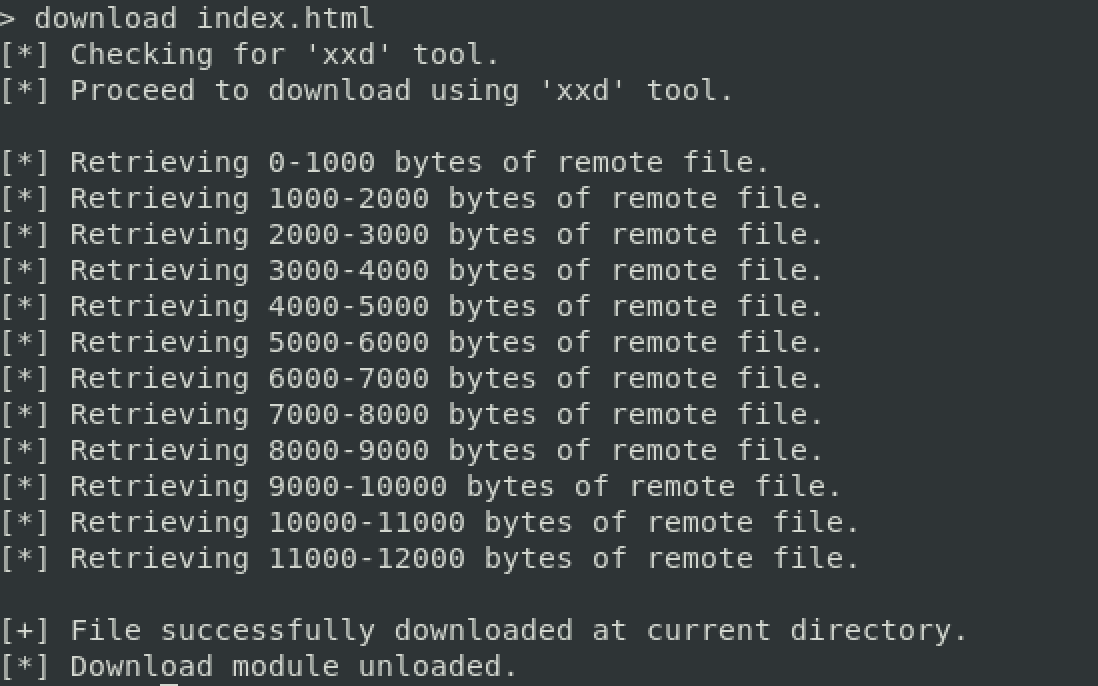 > download index.html
[*] Checking for 'xxd' tool.
[*] Proceed to download using 'xxd' tool.
[*] Retrieving 0-1000 bytes of remote file.
[*] Retrieving 1000-2000 bytes of remote file.
[*] Retrieving 2000-3000 bytes of remote file.
[*] Retrieving 3000-4000 bytes of remote file.
[*] Retrieving 4000-5000 bytes of remote file.
[*] Retrieving 5000-6000 bytes of remote file.
[*] Retrieving 6000-7000 bytes of remote file.
[*] Retrieving 7000-8000 bytes of remote file.
[*] Retrieving 8000-9000 bytes of remote file.
[*] Retrieving 9000-10000 bytes of remote file.
[*] Retrieving 10000-11000 bytes of remote file.
[*] Retrieving 11000-12000 bytes of remote file.
[+] File successfully downloaded at current directory.
[*] Download module unloaded.